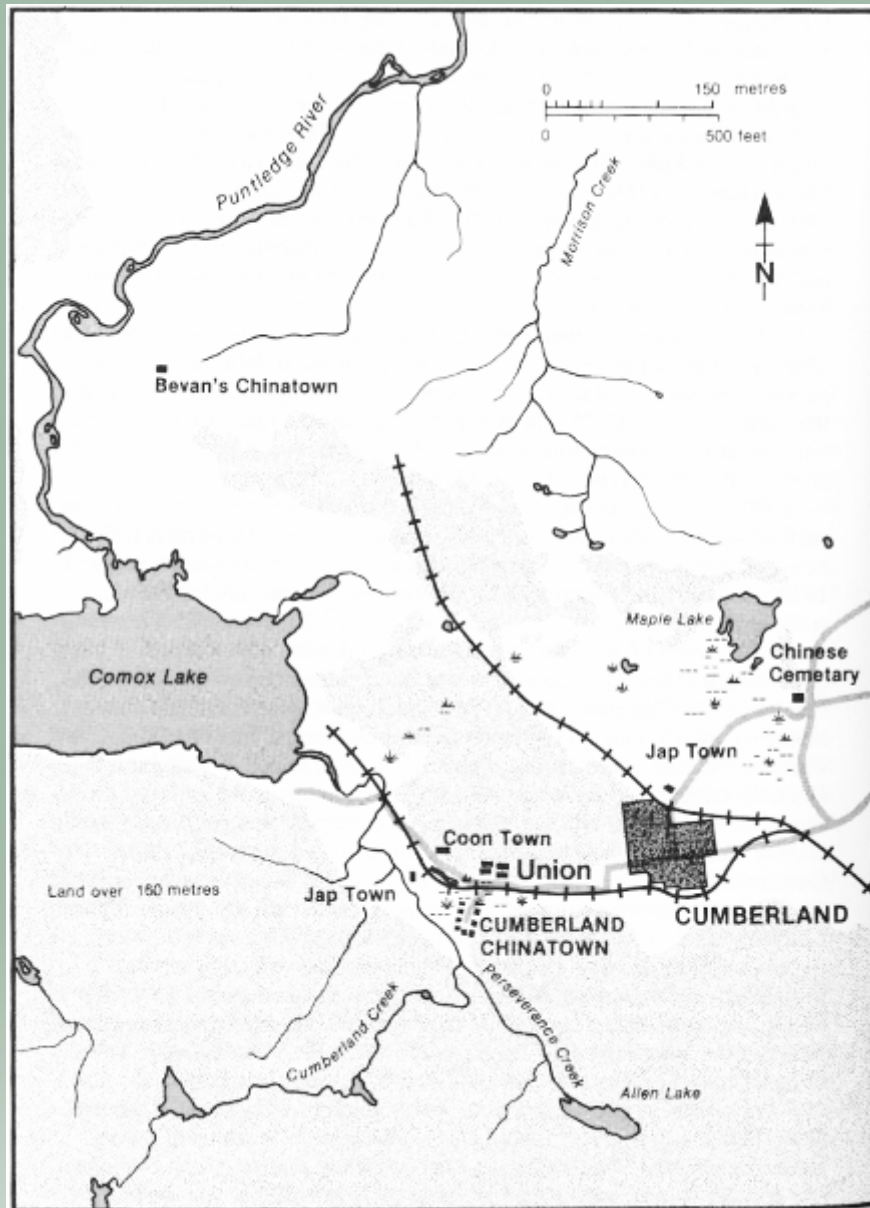 0 150 metres
0 500 feet
Puntledge River
Morrison Creek
N
Bevan's Chinatown
Maple Lake
Chinese
Cemetary
Comox Lake
Jap Town
Coon Town
Union
Land over 160 metres
Jap Town
CUMBERLAND
CUMBERLAND
CHINATOWN
Perseverance Creek
Cumberland Creek
Allen Lake